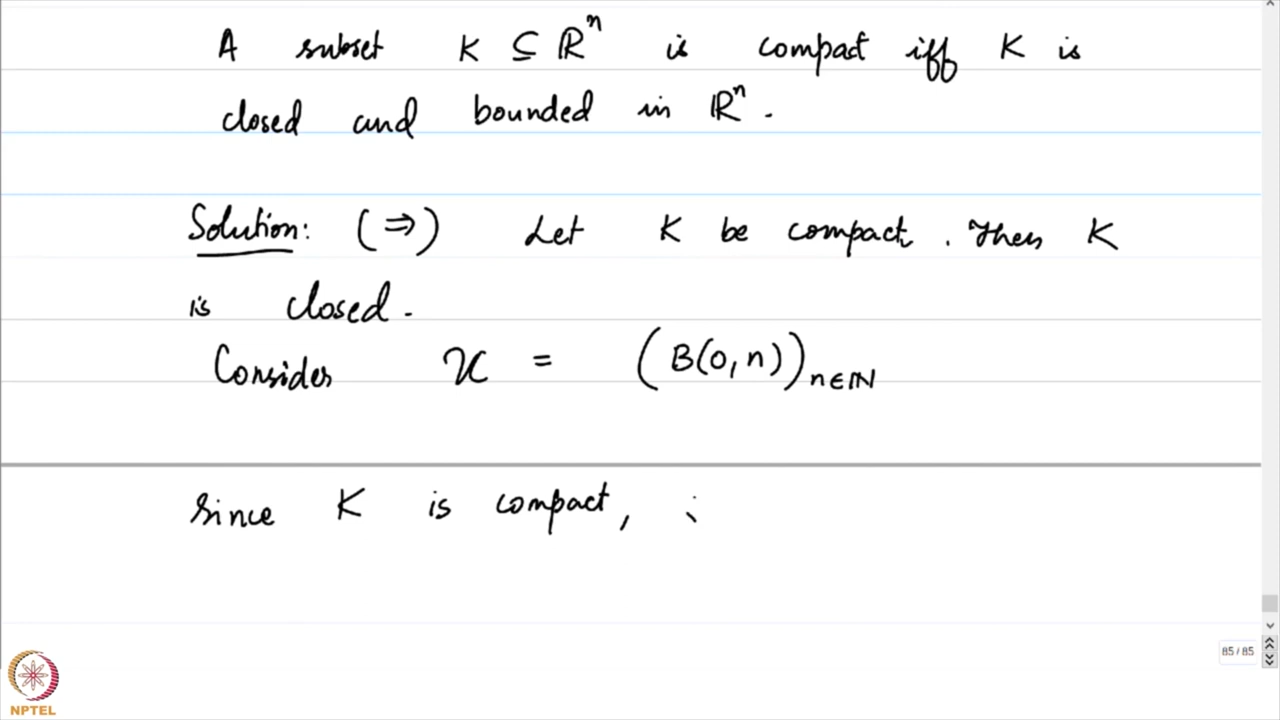 A subset K ⊆ ℝⁿ is compact iff K is
closed and bounded in ℝⁿ.
Solution: (⇒) Let K be compact. Then K
is closed.
Consider 𝒰 = (B(0,n))ₙ∈ℕ
Since K is compact, i
85 / 85
NPTEL